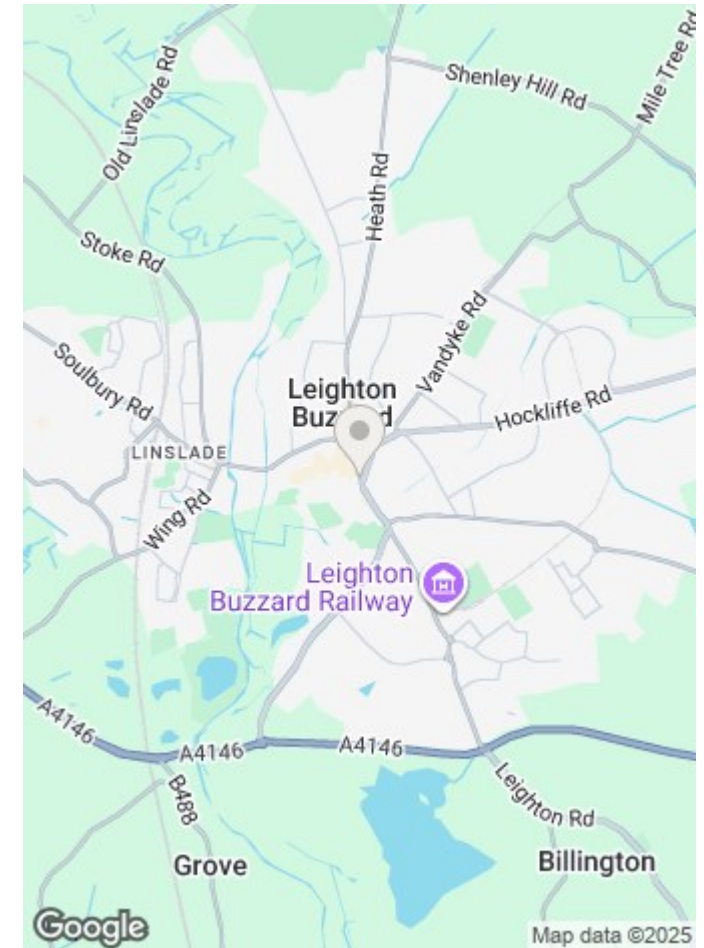 Old Linslade Rd
Shenley Hill Rd
Mile Tree Rd
Heath Rd
Stoke Rd
Vandyke Rd
Soulbury Rd
Leighton
Buzzard
Hockliffe Rd
LINSLADE
Wing Rd
Leighton
Buzzard Railway
A4146
A4146
A4146
B488
Leighton Rd
Grove
Billington
Google
Map data ©2025